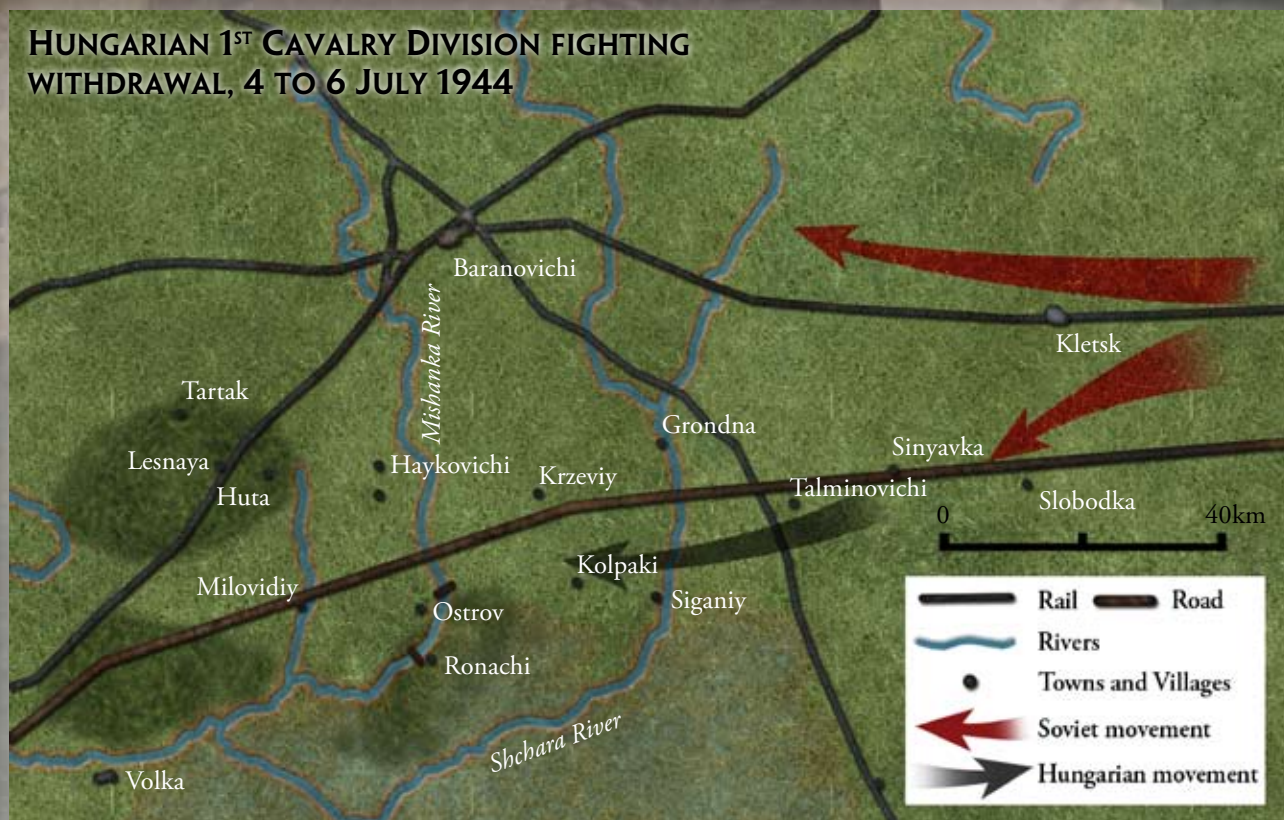 HUNGARIAN 1ST CAVALRY DIVISION FIGHTING
WITHDRAWAL, 4 TO 6 JULY 1944
Baranovichi
Mishanka River
Kletsk
Tartak
Grondna
Sinyavka
Lesnaya
Haykovichi
Krzeviy
Huta
Talminovichi
Slobodka
0 40km
Kolpaki
Milovidiy
Siganiy
Ostrov
Ronachi
Shchara River
Volka
Rail Road
Rivers
Towns and Villages
Soviet movement
Hungarian movement